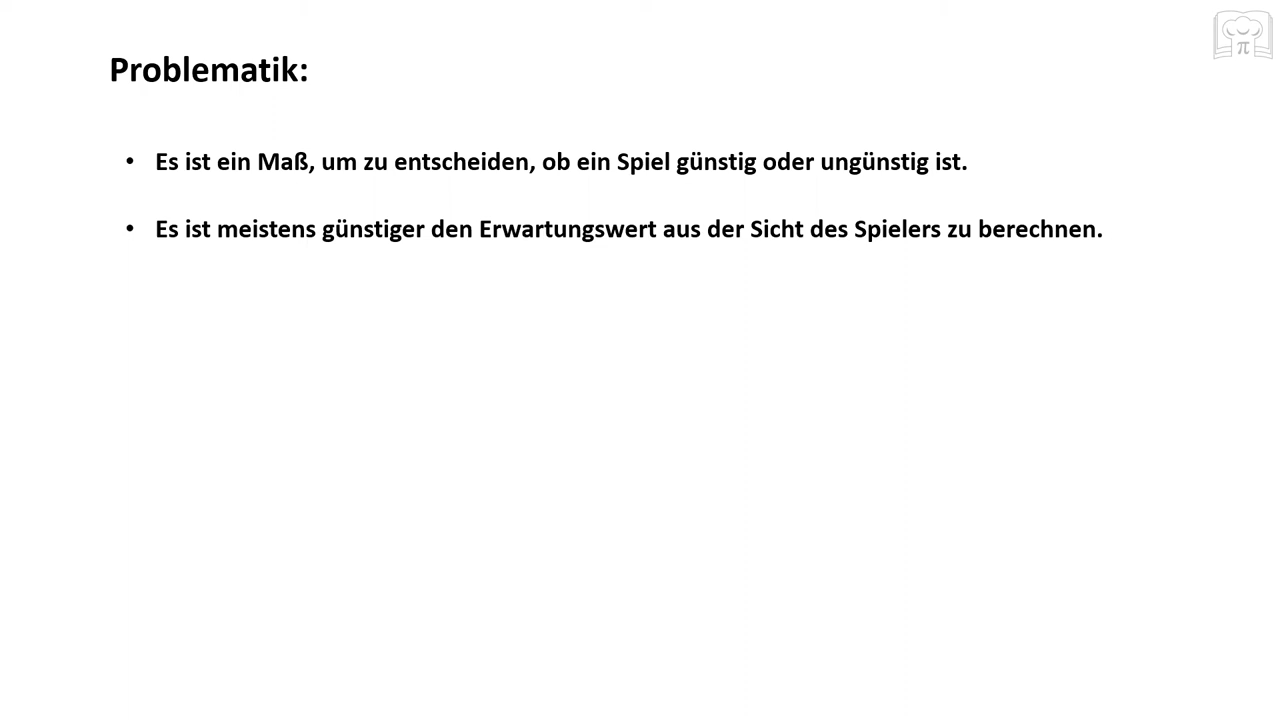 Problematik:
• Es ist ein Maß, um zu entscheiden, ob ein Spiel günstig oder ungünstig ist.
• Es ist meistens günstiger den Erwartungswert aus der Sicht des Spielers zu berechnen.
π